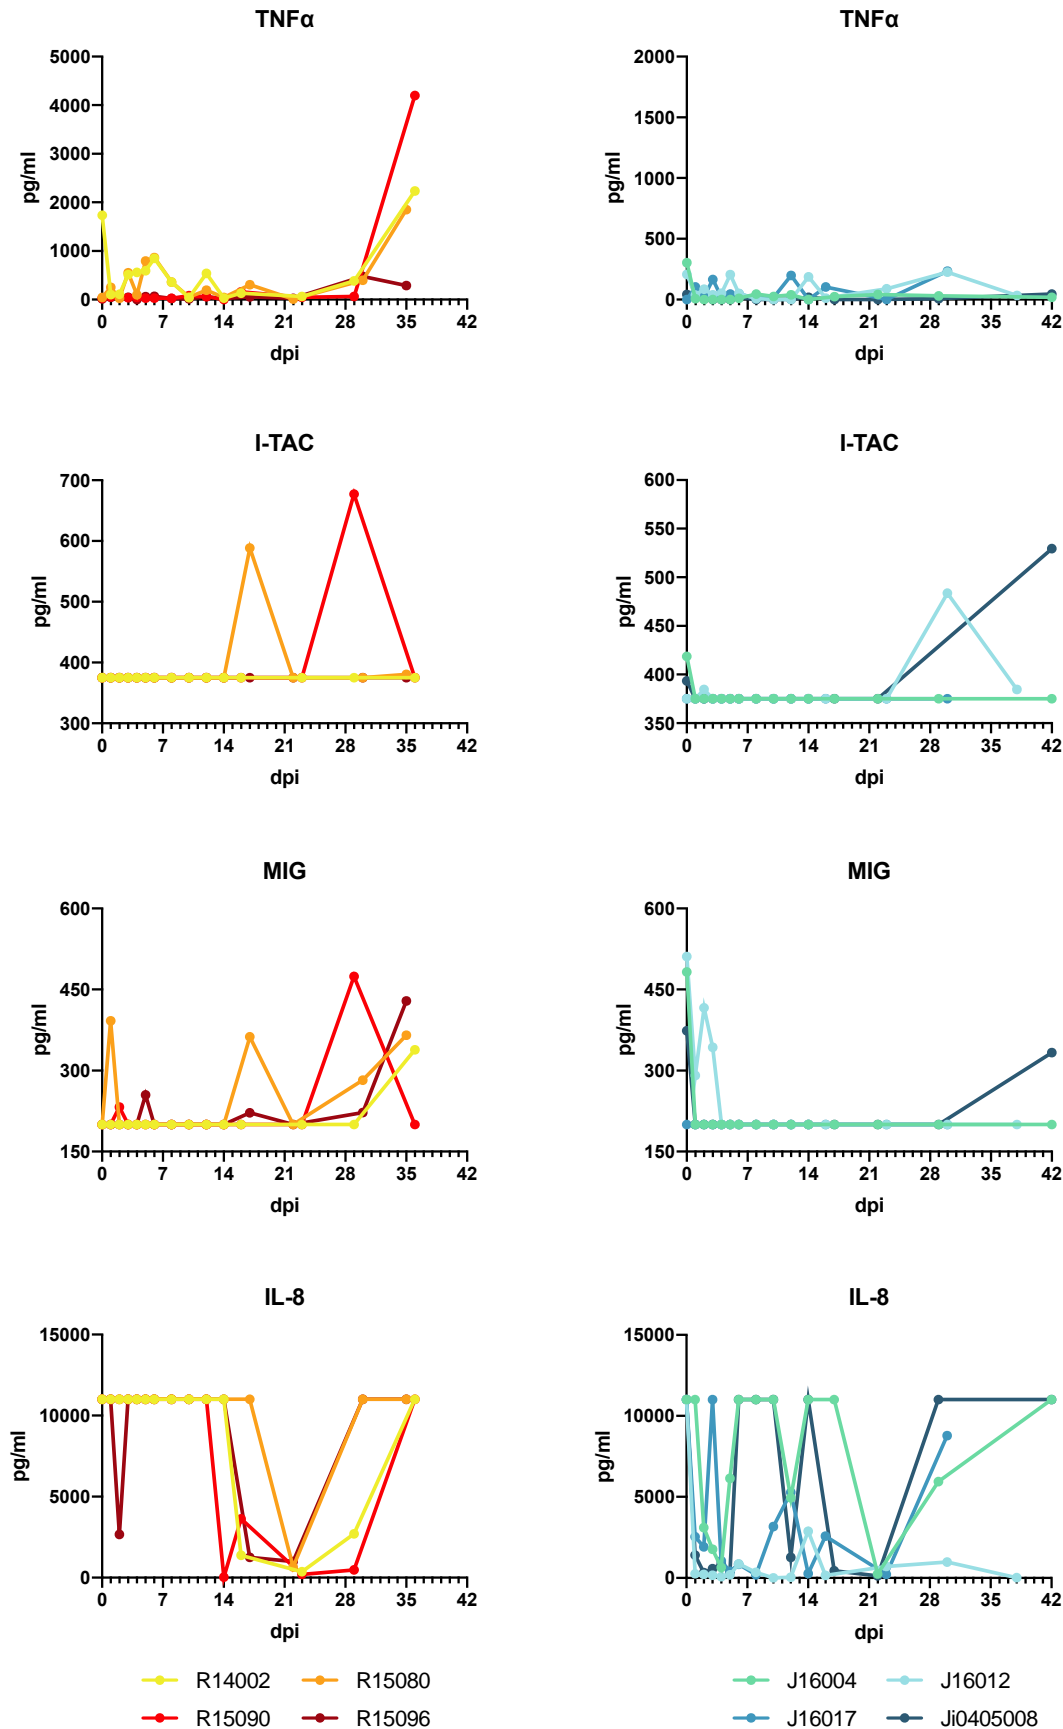 TNFα
TNFα
5000
4000
3000
2000
1000
0
pg/ml
0 7 14 21 28 35 42
dpi
2000
1500
1000
500
0
pg/ml
0 7 14 21 28 35 42
dpi
I-TAC
I-TAC
700
600
500
400
300
pg/ml
0 7 14 21 28 35 42
dpi
600
550
500
450
400
350
pg/ml
0 7 14 21 28 35 42
dpi
MIG
MIG
600
450
300
150
pg/ml
0 7 14 21 28 35 42
dpi
600
450
300
150
pg/ml
0 7 14 21 28 35 42
dpi
IL-8
IL-8
15000
10000
5000
0
pg/ml
0 7 14 21 28 35 42
dpi
15000
10000
5000
0
pg/ml
0 7 14 21 28 35 42
dpi
R14002 R15080
R15090 R15096
J16004 J16012
J16017 Ji0405008